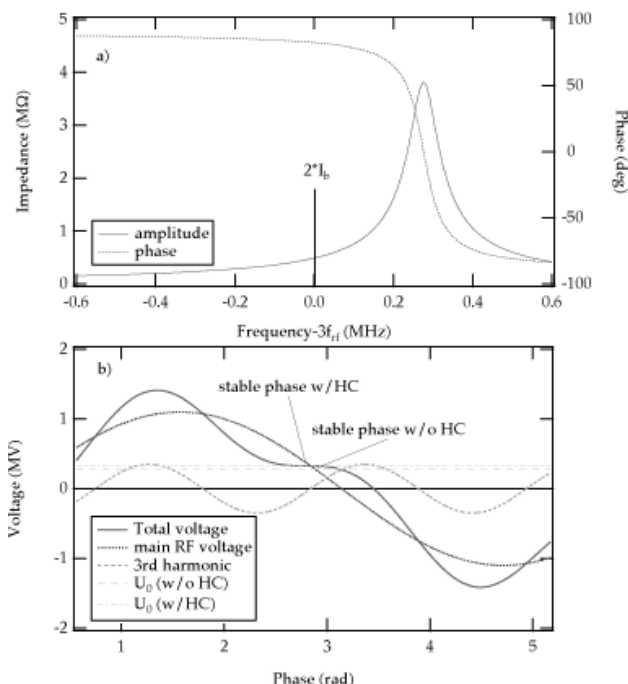 a)
5
4
3
2
1
0
Impedance (MΩ)
100
50
0
-50
-100
Phase (deg)
2*I_b
amplitude
phase
-0.6 -0.4 -0.2 0.0 0.2 0.4 0.6
Frequency-3f_rf (MHz)
b)
2
1
0
-1
-2
Voltage (MV)
stable phase w/HC
stable phase w/o HC
Total voltage
main RF voltage
3rd harmonic
U_0 (w/o HC)
U_0 (w/HC)
1 2 3 4 5
Phase (rad)